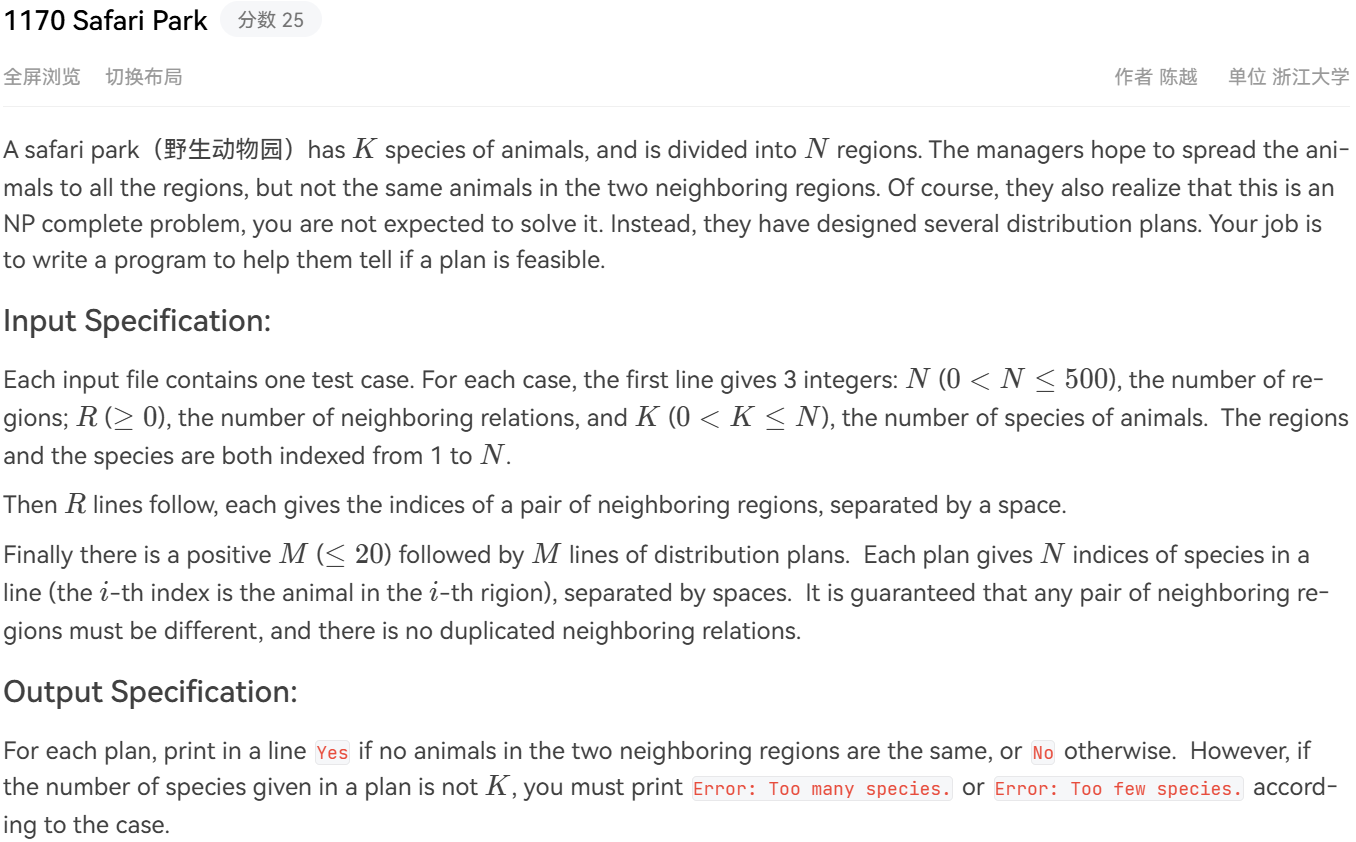 1170 Safari Park 分数 25
全屏浏览 切换布局 作者 陈越 单位 浙江大学
A safari park（野生动物园）has K species of animals, and is divided into N regions. The managers hope to spread the ani-
mals to all the regions, but not the same animals in the two neighboring regions. Of course, they also realize that this is an
NP complete problem, you are not expected to solve it. Instead, they have designed several distribution plans. Your job is
to write a program to help them tell if a plan is feasible.
Input Specification:
Each input file contains one test case. For each case, the first line gives 3 integers: N (0 < N ≤ 500), the number of re-
gions; R (≥ 0), the number of neighboring relations, and K (0 < K ≤ N), the number of species of animals. The regions
and the species are both indexed from 1 to N.
Then R lines follow, each gives the indices of a pair of neighboring regions, separated by a space.
Finally there is a positive M (≤ 20) followed by M lines of distribution plans. Each plan gives N indices of species in a
line (the i-th index is the animal in the i-th rigion), separated by spaces. It is guaranteed that any pair of neighboring re-
gions must be different, and there is no duplicated neighboring relations.
Output Specification:
For each plan, print in a line Yes if no animals in the two neighboring regions are the same, or No otherwise. However, if
the number of species given in a plan is not K, you must print Error: Too many species. or Error: Too few species. accord-
ing to the case.